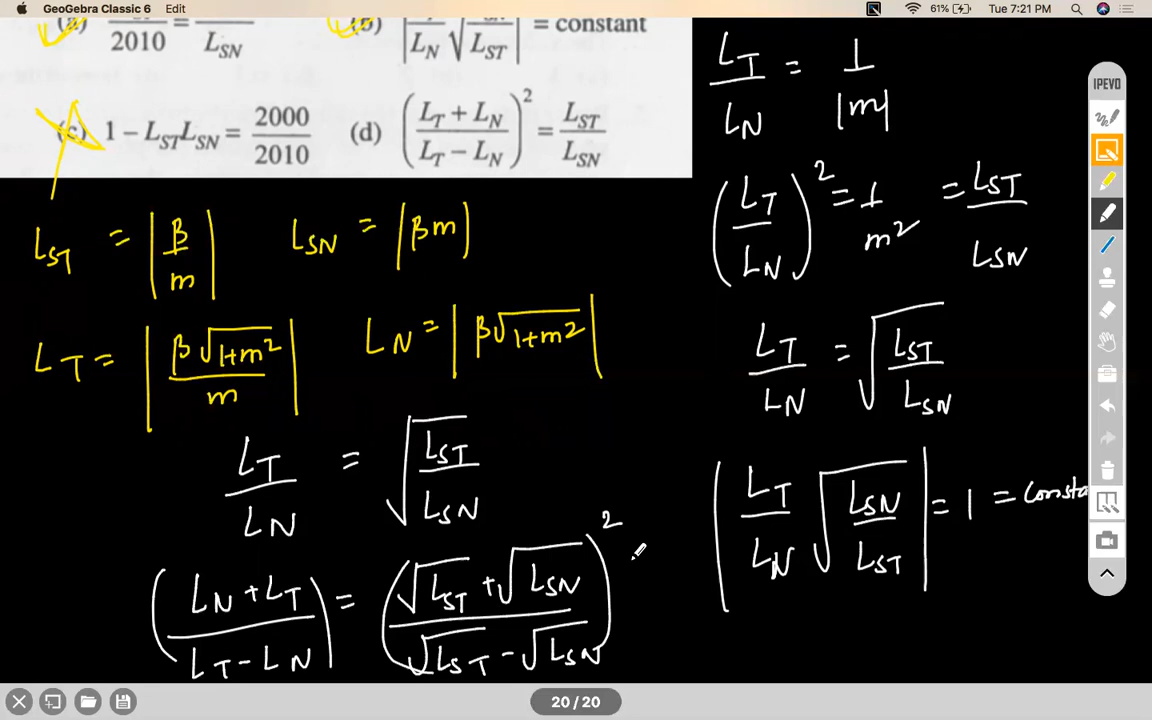 GeoGebra Classic 6 Edit 61% Tue 7:21 PM
(a) /2010 = /L_SN (b) |/L_N √/L_ST| = constant
(c) 1 − L_ST L_SN = 2000/2010 (d) ((L_T + L_N)/(L_T − L_N))² = L_ST/L_SN
L_ST = |β/m| L_SN = |βm|
L_T = |β√(1+m²)/m| L_N = |β√(1+m²)|
L_T/L_N = √(L_ST/L_SN)
((L_N + L_T)/(L_T − L_N)) = ((√L_ST + √L_SN)/(√L_ST − √L_SN))²
L_T/L_N = 1/|m|
(L_T/L_N)² = 1/m² = L_ST/L_SN
L_T/L_N = √(L_ST/L_SN)
|L_T/L_N √(L_SN/L_ST)| = 1 = consta
IPEVO
20 / 20